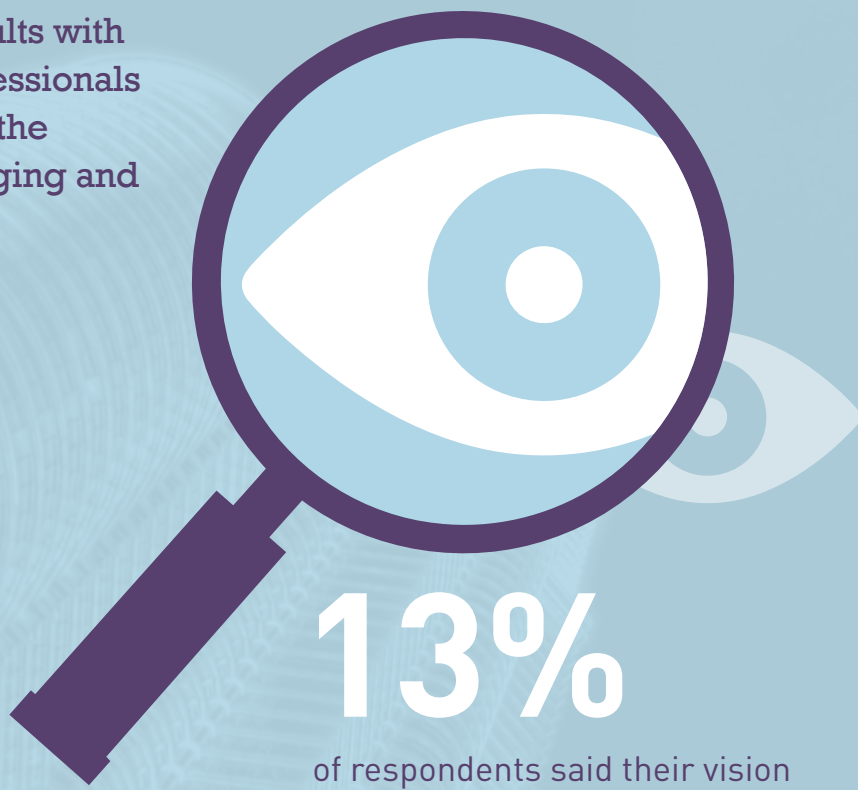 ults with
essionals
the
ging and
13%
of respondents said their vision